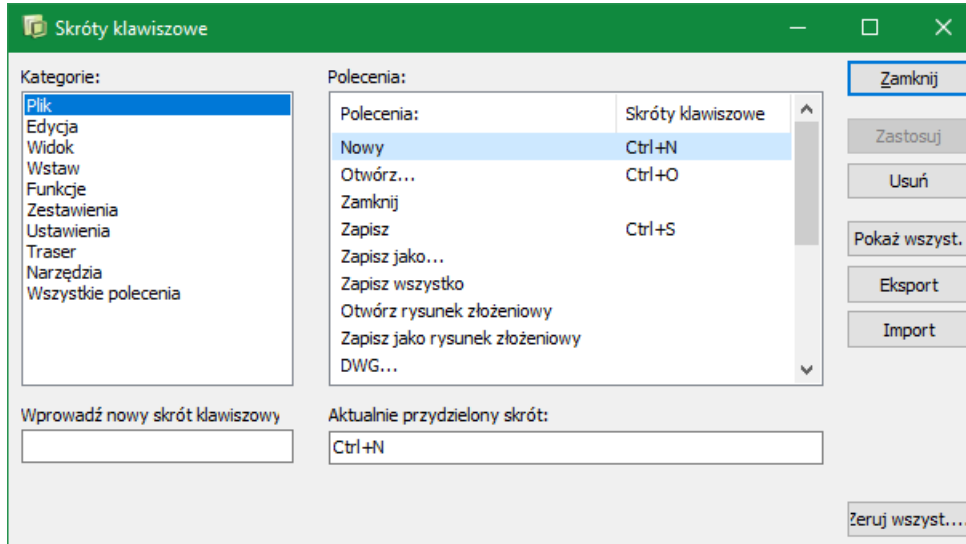 Skróty klawiszowe
Kategorie:
Plik
Edycja
Widok
Wstaw
Funkcje
Zestawienia
Ustawienia
Traser
Narzędzia
Wszystkie polecenia
Polecenia:
Polecenia: Skróty klawiszowe
Nowy Ctrl+N
Otwórz... Ctrl+O
Zamknij
Zapisz Ctrl+S
Zapisz jako...
Zapisz wszystko
Otwórz rysunek złożeniowy
Zapisz jako rysunek złożeniowy
DWG...
Zamknij
Zastosuj
Usuń
Pokaż wszyst.
Eksport
Import
Wprowadź nowy skrót klawiszowy
Aktualnie przydzielony skrót:
Ctrl+N
Zeruj wszyst....